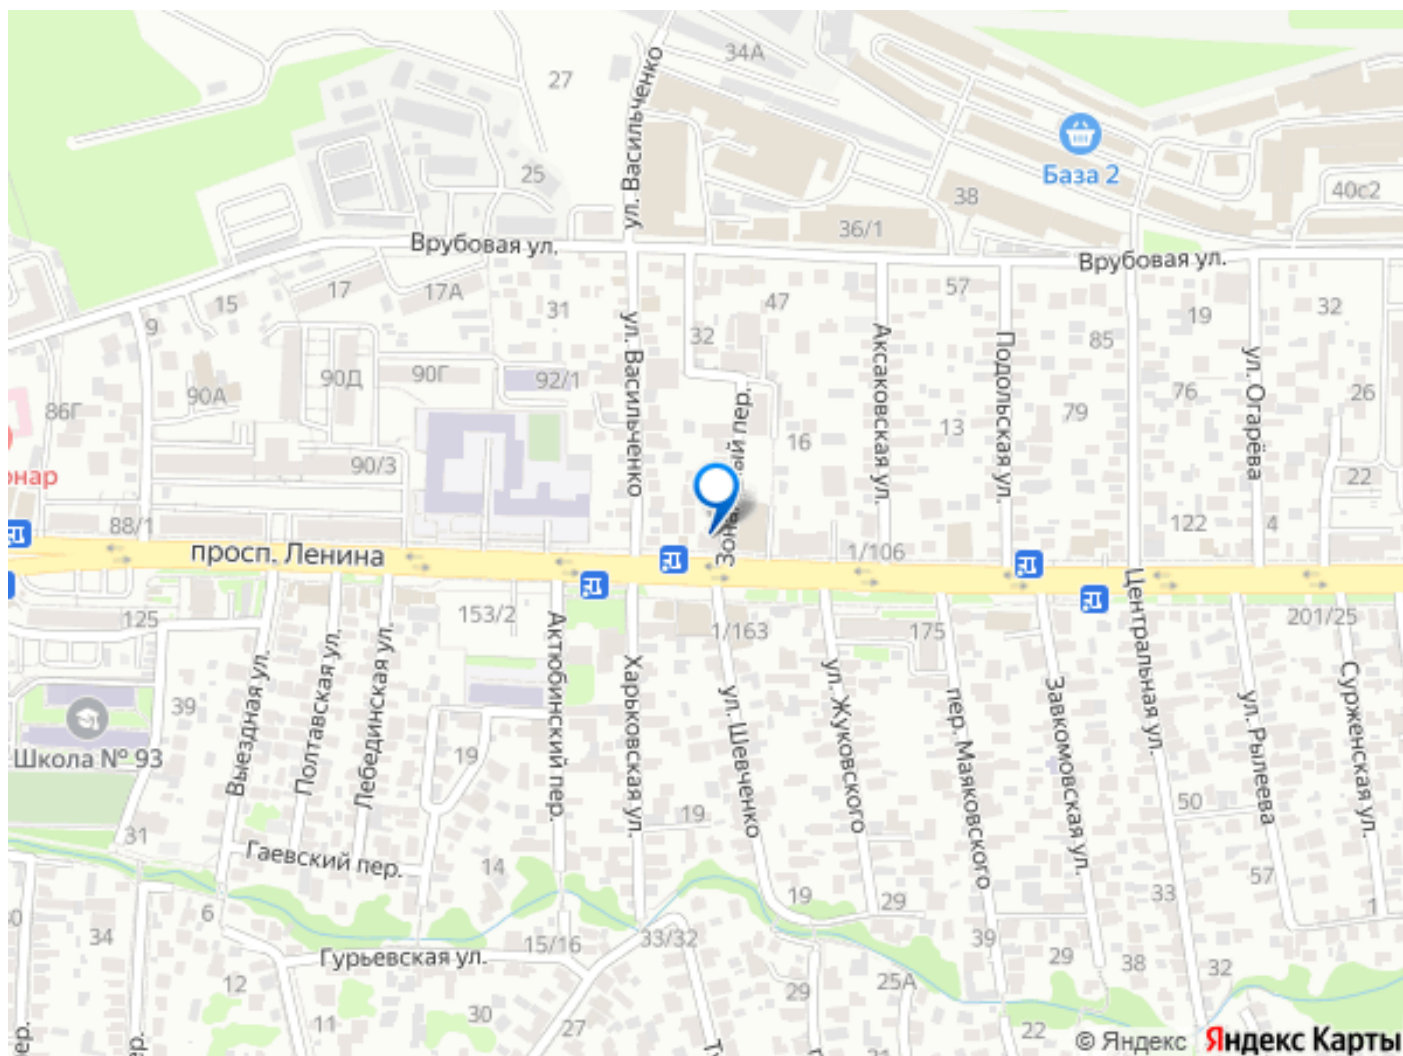 34А
27
ул. Васильченко
База 2
25
38
40с2
36/1
Врубовая ул.
Врубовая ул.
17
17А
15
9
31
47
57
19
32
32
85
ул. Васильченко
Аксаковская ул.
Подольская ул.
ул. Огарёва
90Д
90Г
92/1
90А
86Г
76
26
79
13
16
90/3
онар
22
88/1
122
4
1/106
просп. Ленина
125
153/2
1/163
175
201/25
Актюбинский пер.
Харьковская ул.
ул. Шевченко
ул. Жуковского
пер. Маяковского
Завкомовская ул.
Центральная ул.
ул. Рылеева
Сурженская ул.
Выездная ул.
Полтавская ул.
Лебединская ул.
39
Школа № 93
19
19
50
31
Гаевский пер.
14
19
29
33
57
1
6
34
15/16
33/32
39
29
38
32
Гурьевская ул.
12
25А
29
30
11
27
22
© Яндекс Яндекс Карты